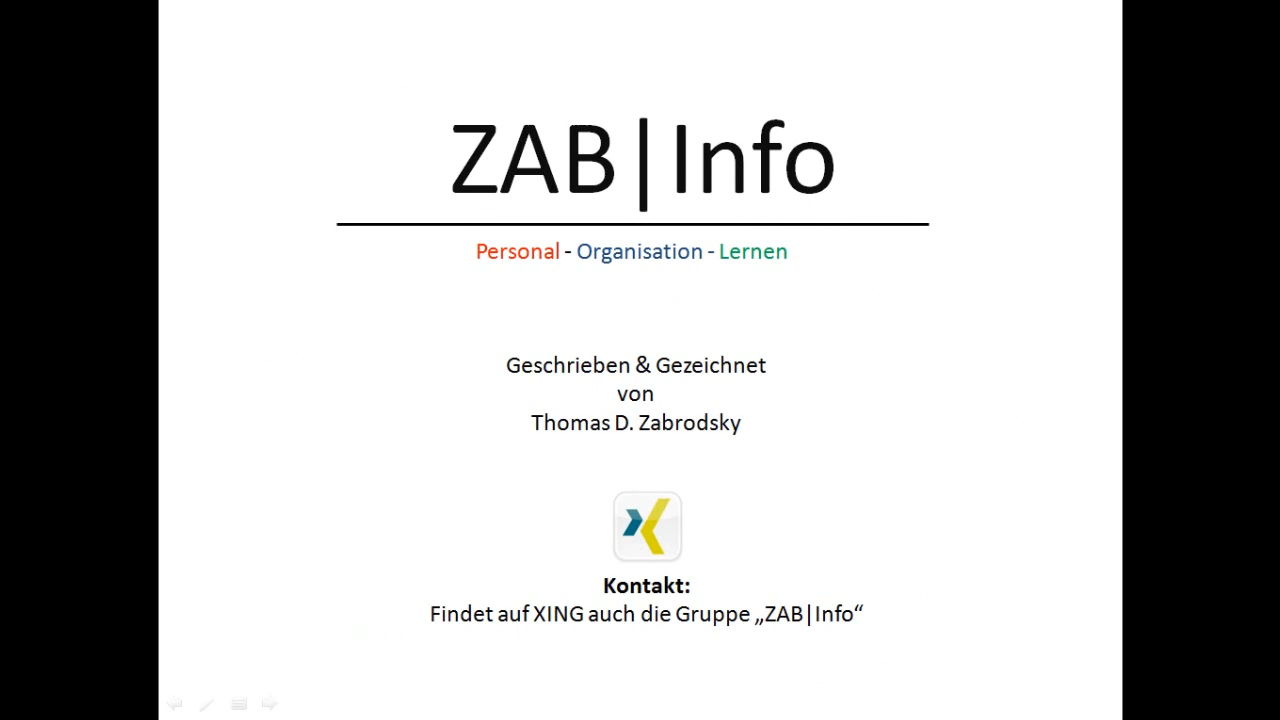 ZAB|Info
Personal - Organisation - Lernen
Geschrieben & Gezeichnet
von
Thomas D. Zabrodsky
Kontakt:
Findet auf XING auch die Gruppe „ZAB|Info“